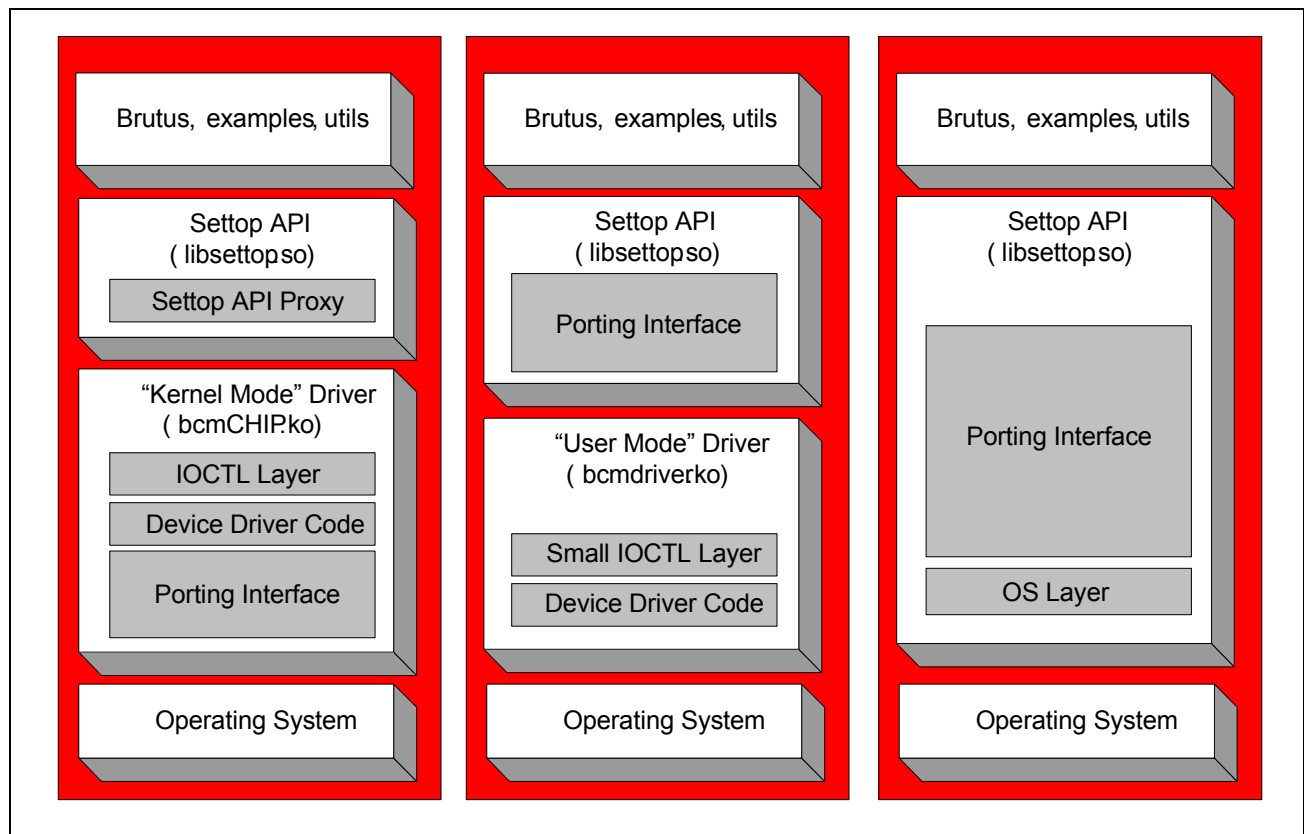 Brutus, examples, utils
Settop API
( libsettopso)
Settop API Proxy
“Kernel Mode” Driver
( bcmCHIP.ko)
IOCTL Layer
Device Driver Code
Porting Interface
Operating System
Brutus, examples, utils
Settop API
( libsettopso)
Porting Interface
“User Mode” Driver
( bcmdriver.ko)
Small IOCTL Layer
Device Driver Code
Operating System
Brutus, examples, utils
Settop API
( libsettopso)
Porting Interface
OS Layer
Operating System